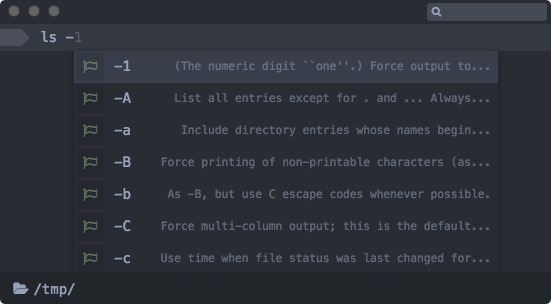 ls -1
-1 (The numeric digit ``one''.) Force output to...
-A List all entries except for . and ... Always...
-a Include directory entries whose names begin...
-B Force printing of non-printable characters (as...
-b As -B, but use C escape codes whenever possible.
-C Force multi-column output; this is the default...
-c Use time when file status was last changed for...
/tmp/